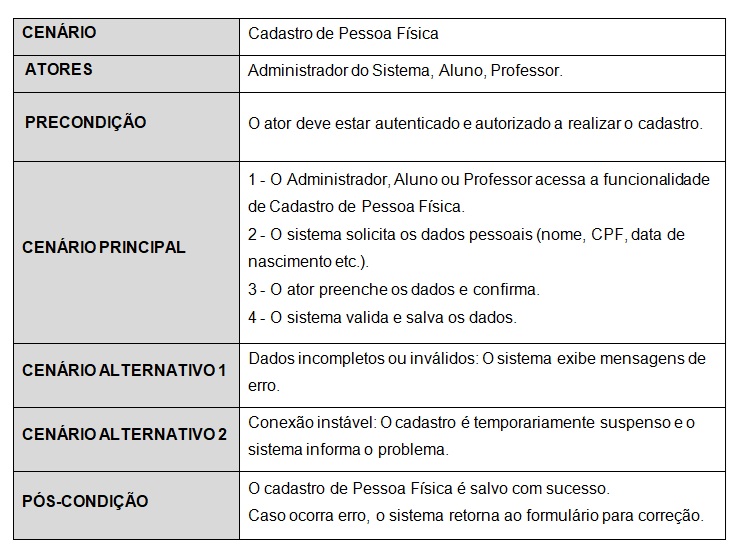 CENÁRIO
Cadastro de Pessoa Física
ATORES
Administrador do Sistema, Aluno, Professor.
PRECONDIÇÃO
O ator deve estar autenticado e autorizado a realizar o cadastro.
CENÁRIO PRINCIPAL
1 - O Administrador, Aluno ou Professor acessa a funcionalidade
de Cadastro de Pessoa Física.
2 - O sistema solicita os dados pessoais (nome, CPF, data de
nascimento etc.).
3 - O ator preenche os dados e confirma.
4 - O sistema valida e salva os dados.
CENÁRIO ALTERNATIVO 1
Dados incompletos ou inválidos: O sistema exibe mensagens de
erro.
CENÁRIO ALTERNATIVO 2
Conexão instável: O cadastro é temporariamente suspenso e o
sistema informa o problema.
PÓS-CONDIÇÃO
O cadastro de Pessoa Física é salvo com sucesso.
Caso ocorra erro, o sistema retorna ao formulário para correção.